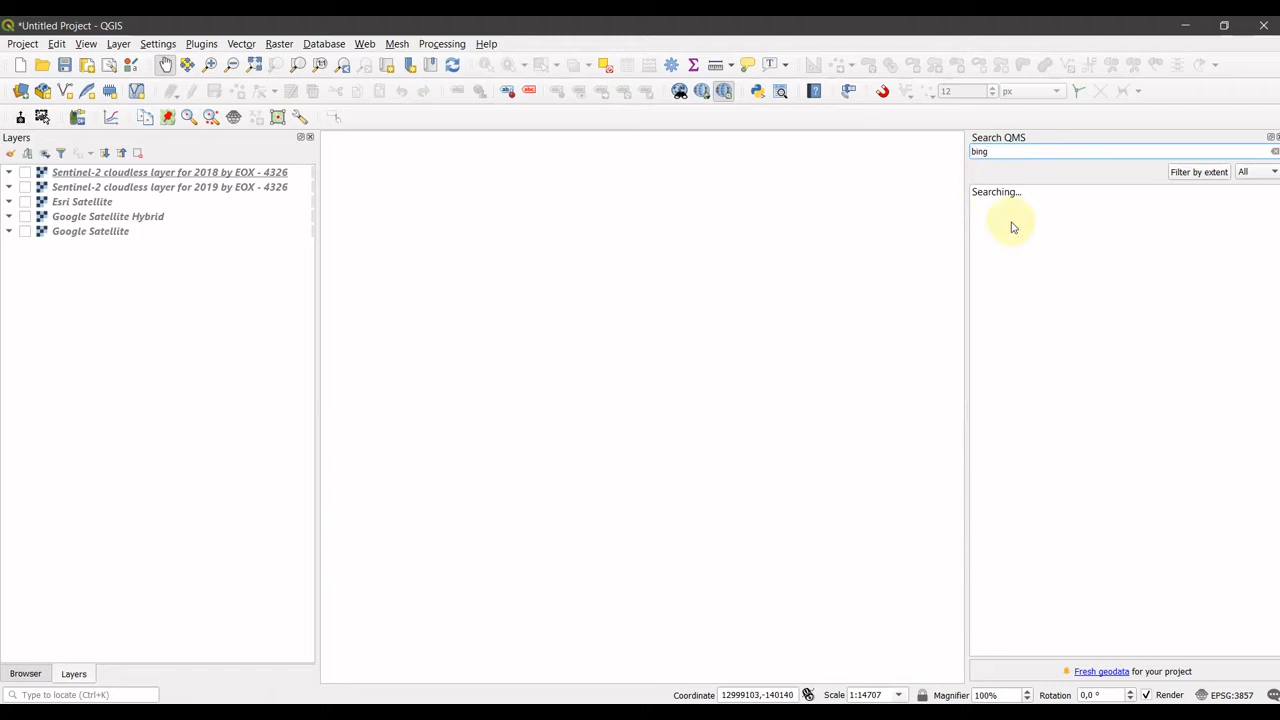 *Untitled Project - QGIS
Project Edit View Layer Settings Plugins Vector Raster Database Web Mesh Processing Help
12 px
Layers
Search QMS
bing
Filter by extent All
Sentinel-2 cloudless layer for 2018 by EOX - 4326
Sentinel-2 cloudless layer for 2019 by EOX - 4326
Esri Satellite
Google Satellite Hybrid
Google Satellite
Searching...
Fresh geodata for your project
Browser Layers
Type to locate (Ctrl+K)
Coordinate 12999103,-140140 Scale 1:14707 Magnifier 100% Rotation 0,0 ° Render EPSG:3857